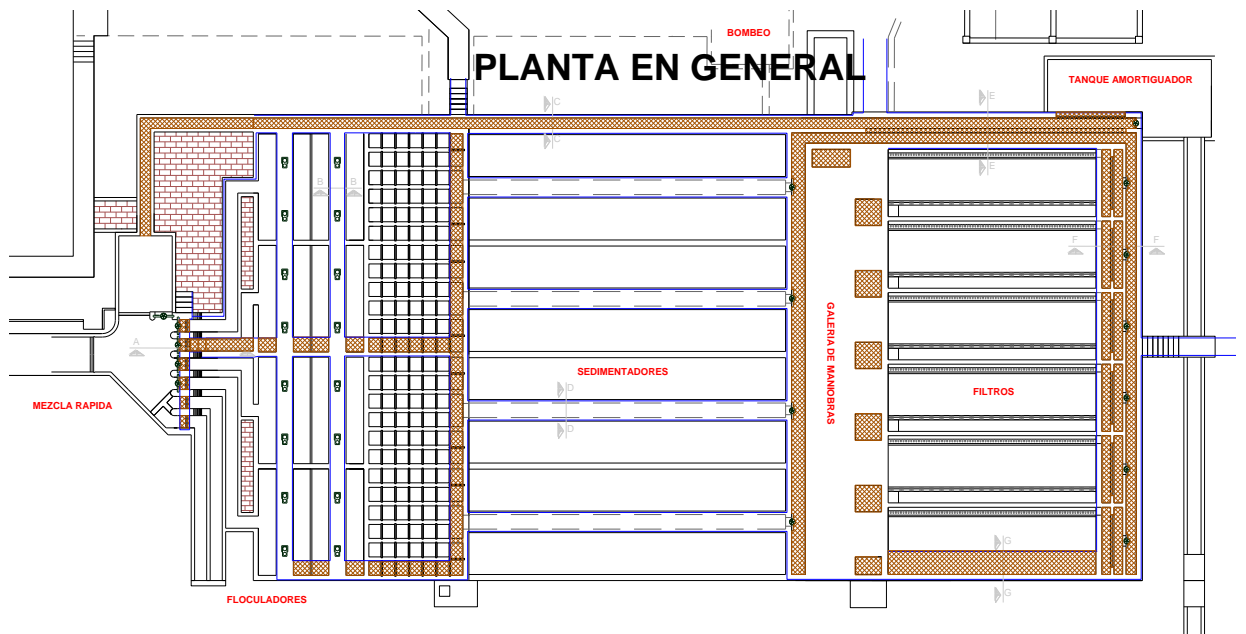 BOMBEO
PLANTA EN GENERAL
TANQUE AMORTIGUADOR
C
E
C
E
B
B
F
F
A
GALERIA DE MANIOBRAS
SEDIMENTADORES
D
FILTROS
MEZCLA RAPIDA
D
G
FLOCULADORES
G